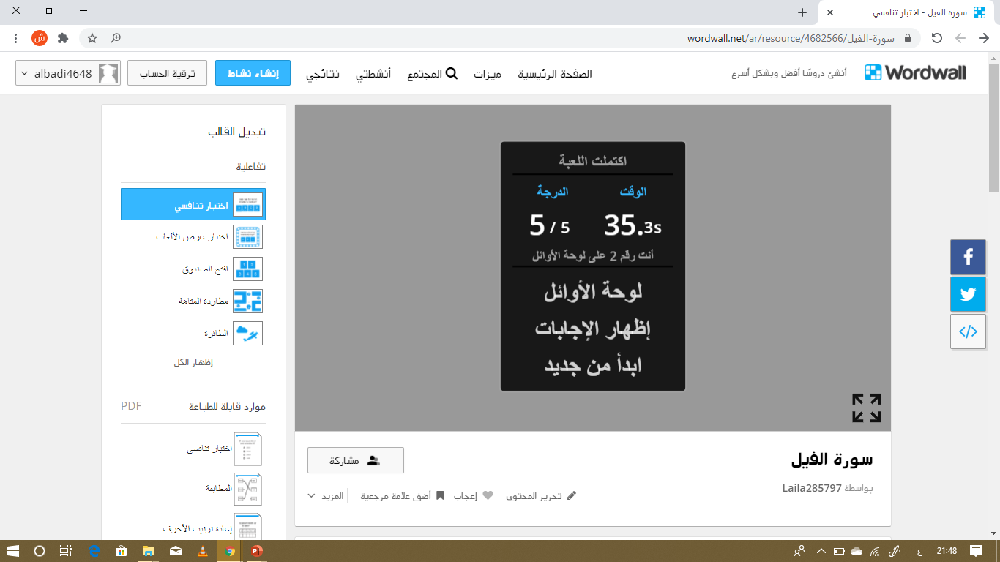 سورة الفيل - اختبار تنافسي
wordwall.net/ar/resource/4682566/سورة-الفيل
ش
Wordwall
أنشئ دروسًا أفضل وبشكل أسرع
الصفحة الرئيسية
ميزات
المجتمع
أنشطتي
نتائجي
إنشاء نشاط
ترقية الحساب
albadi4648
اكتملت اللعبة
الوقت
الدرجة
35.3s
5 / 5
أنت رقم 2 على لوحة الأوائل
لوحة الأوائل
إظهار الإجابات
ابدأ من جديد
تبديل القالب
تفاعلية
اختبار تنافسي
اختبار عرض الألعاب
افتح الصندوق
مطاردة المتاهة
الطائرة
إظهار الكل
موارد قابلة للطباعة
PDF
اختبار تنافسي
المطابقة
إعادة ترتيب الأحرف
سورة الفيل
بواسطة Laila285797
مشاركة
تحرير المحتوى
إعجاب
أضف علامة مرجعية
المزيد
ع
21:48